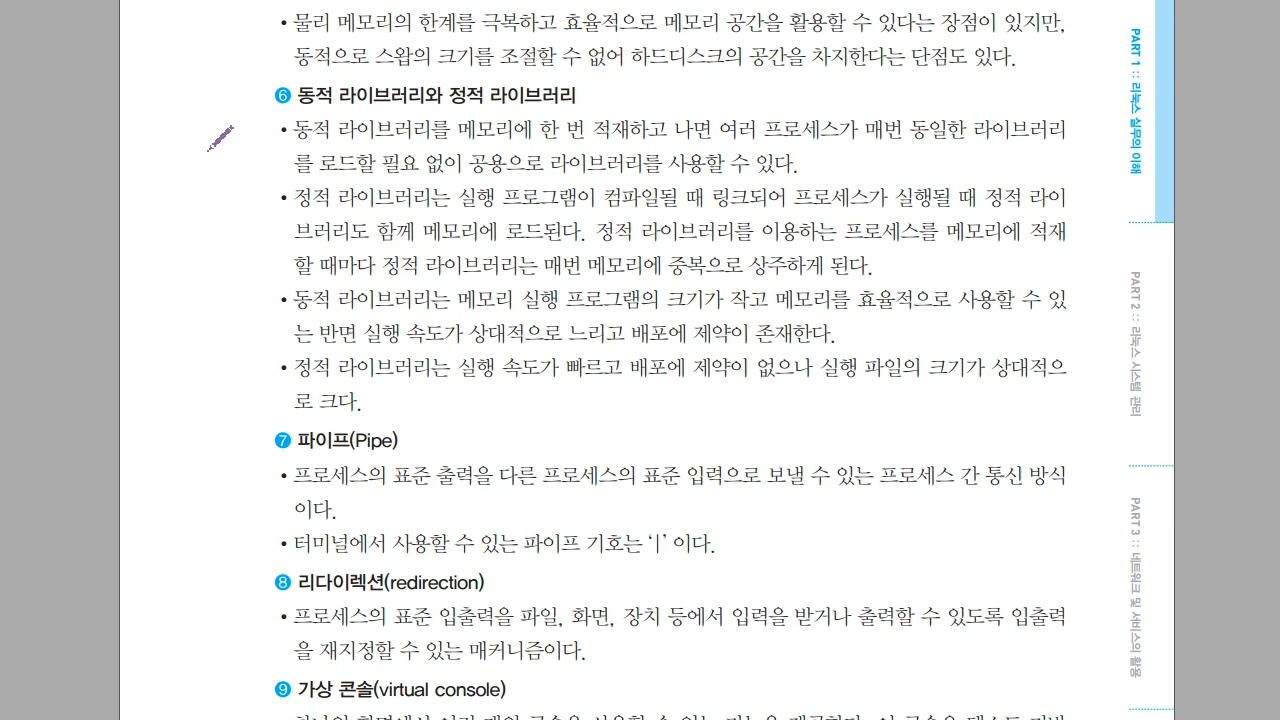 • 물리 메모리의 한계를 극복하고 효율적으로 메모리 공간을 활용할 수 있다는 장점이 있지만,
동적으로 스왑의 크기를 조절할 수 없어 하드디스크의 공간을 차지한다는 단점도 있다.
❻ 동적 라이브러리와 정적 라이브러리
• 동적 라이브러리를 메모리에 한 번 적재하고 나면 여러 프로세스가 매번 동일한 라이브러리
를 로드할 필요 없이 공용으로 라이브러리를 사용할 수 있다.
• 정적 라이브러리는 실행 프로그램이 컴파일될 때 링크되어 프로세스가 실행될 때 정적 라이
브러리도 함께 메모리에 로드된다. 정적 라이브러리를 이용하는 프로세스를 메모리에 적재
할 때마다 정적 라이브러리는 매번 메모리에 중복으로 상주하게 된다.
• 동적 라이브러리는 메모리 실행 프로그램의 크기가 작고 메모리를 효율적으로 사용할 수 있
는 반면 실행 속도가 상대적으로 느리고 배포에 제약이 존재한다.
• 정적 라이브러리는 실행 속도가 빠르고 배포에 제약이 없으나 실행 파일의 크기가 상대적으
로 크다.
❼ 파이프(Pipe)
• 프로세스의 표준 출력을 다른 프로세스의 표준 입력으로 보낼 수 있는 프로세스 간 통신 방식
이다.
• 터미널에서 사용할 수 있는 파이프 기호는 ‘|’ 이다.
❽ 리다이렉션(redirection)
• 프로세스의 표준 입출력을 파일, 화면, 장치 등에서 입력을 받거나 출력할 수 있도록 입출력
을 재지정할 수 있는 매커니즘이다.
❾ 가상 콘솔(virtual console)
PART 1 :: 리눅스 실무의 이해
PART 2 :: 리눅스 시스템 관리
PART 3 :: 네트워크 및 서비스의 활용